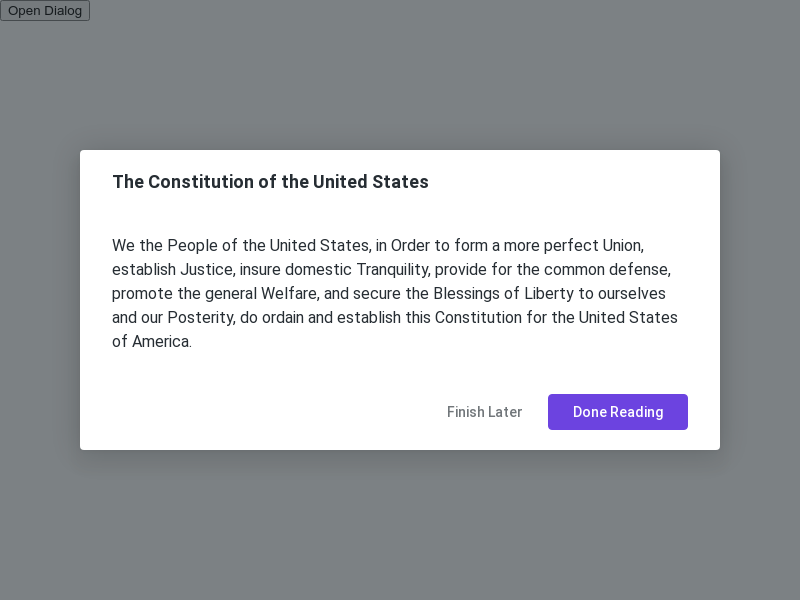 Open Dialog
The Constitution of the United States
We the People of the United States, in Order to form a more perfect Union,
establish Justice, insure domestic Tranquility, provide for the common defense,
promote the general Welfare, and secure the Blessings of Liberty to ourselves
and our Posterity, do ordain and establish this Constitution for the United States
of America.
Finish Later
Done Reading